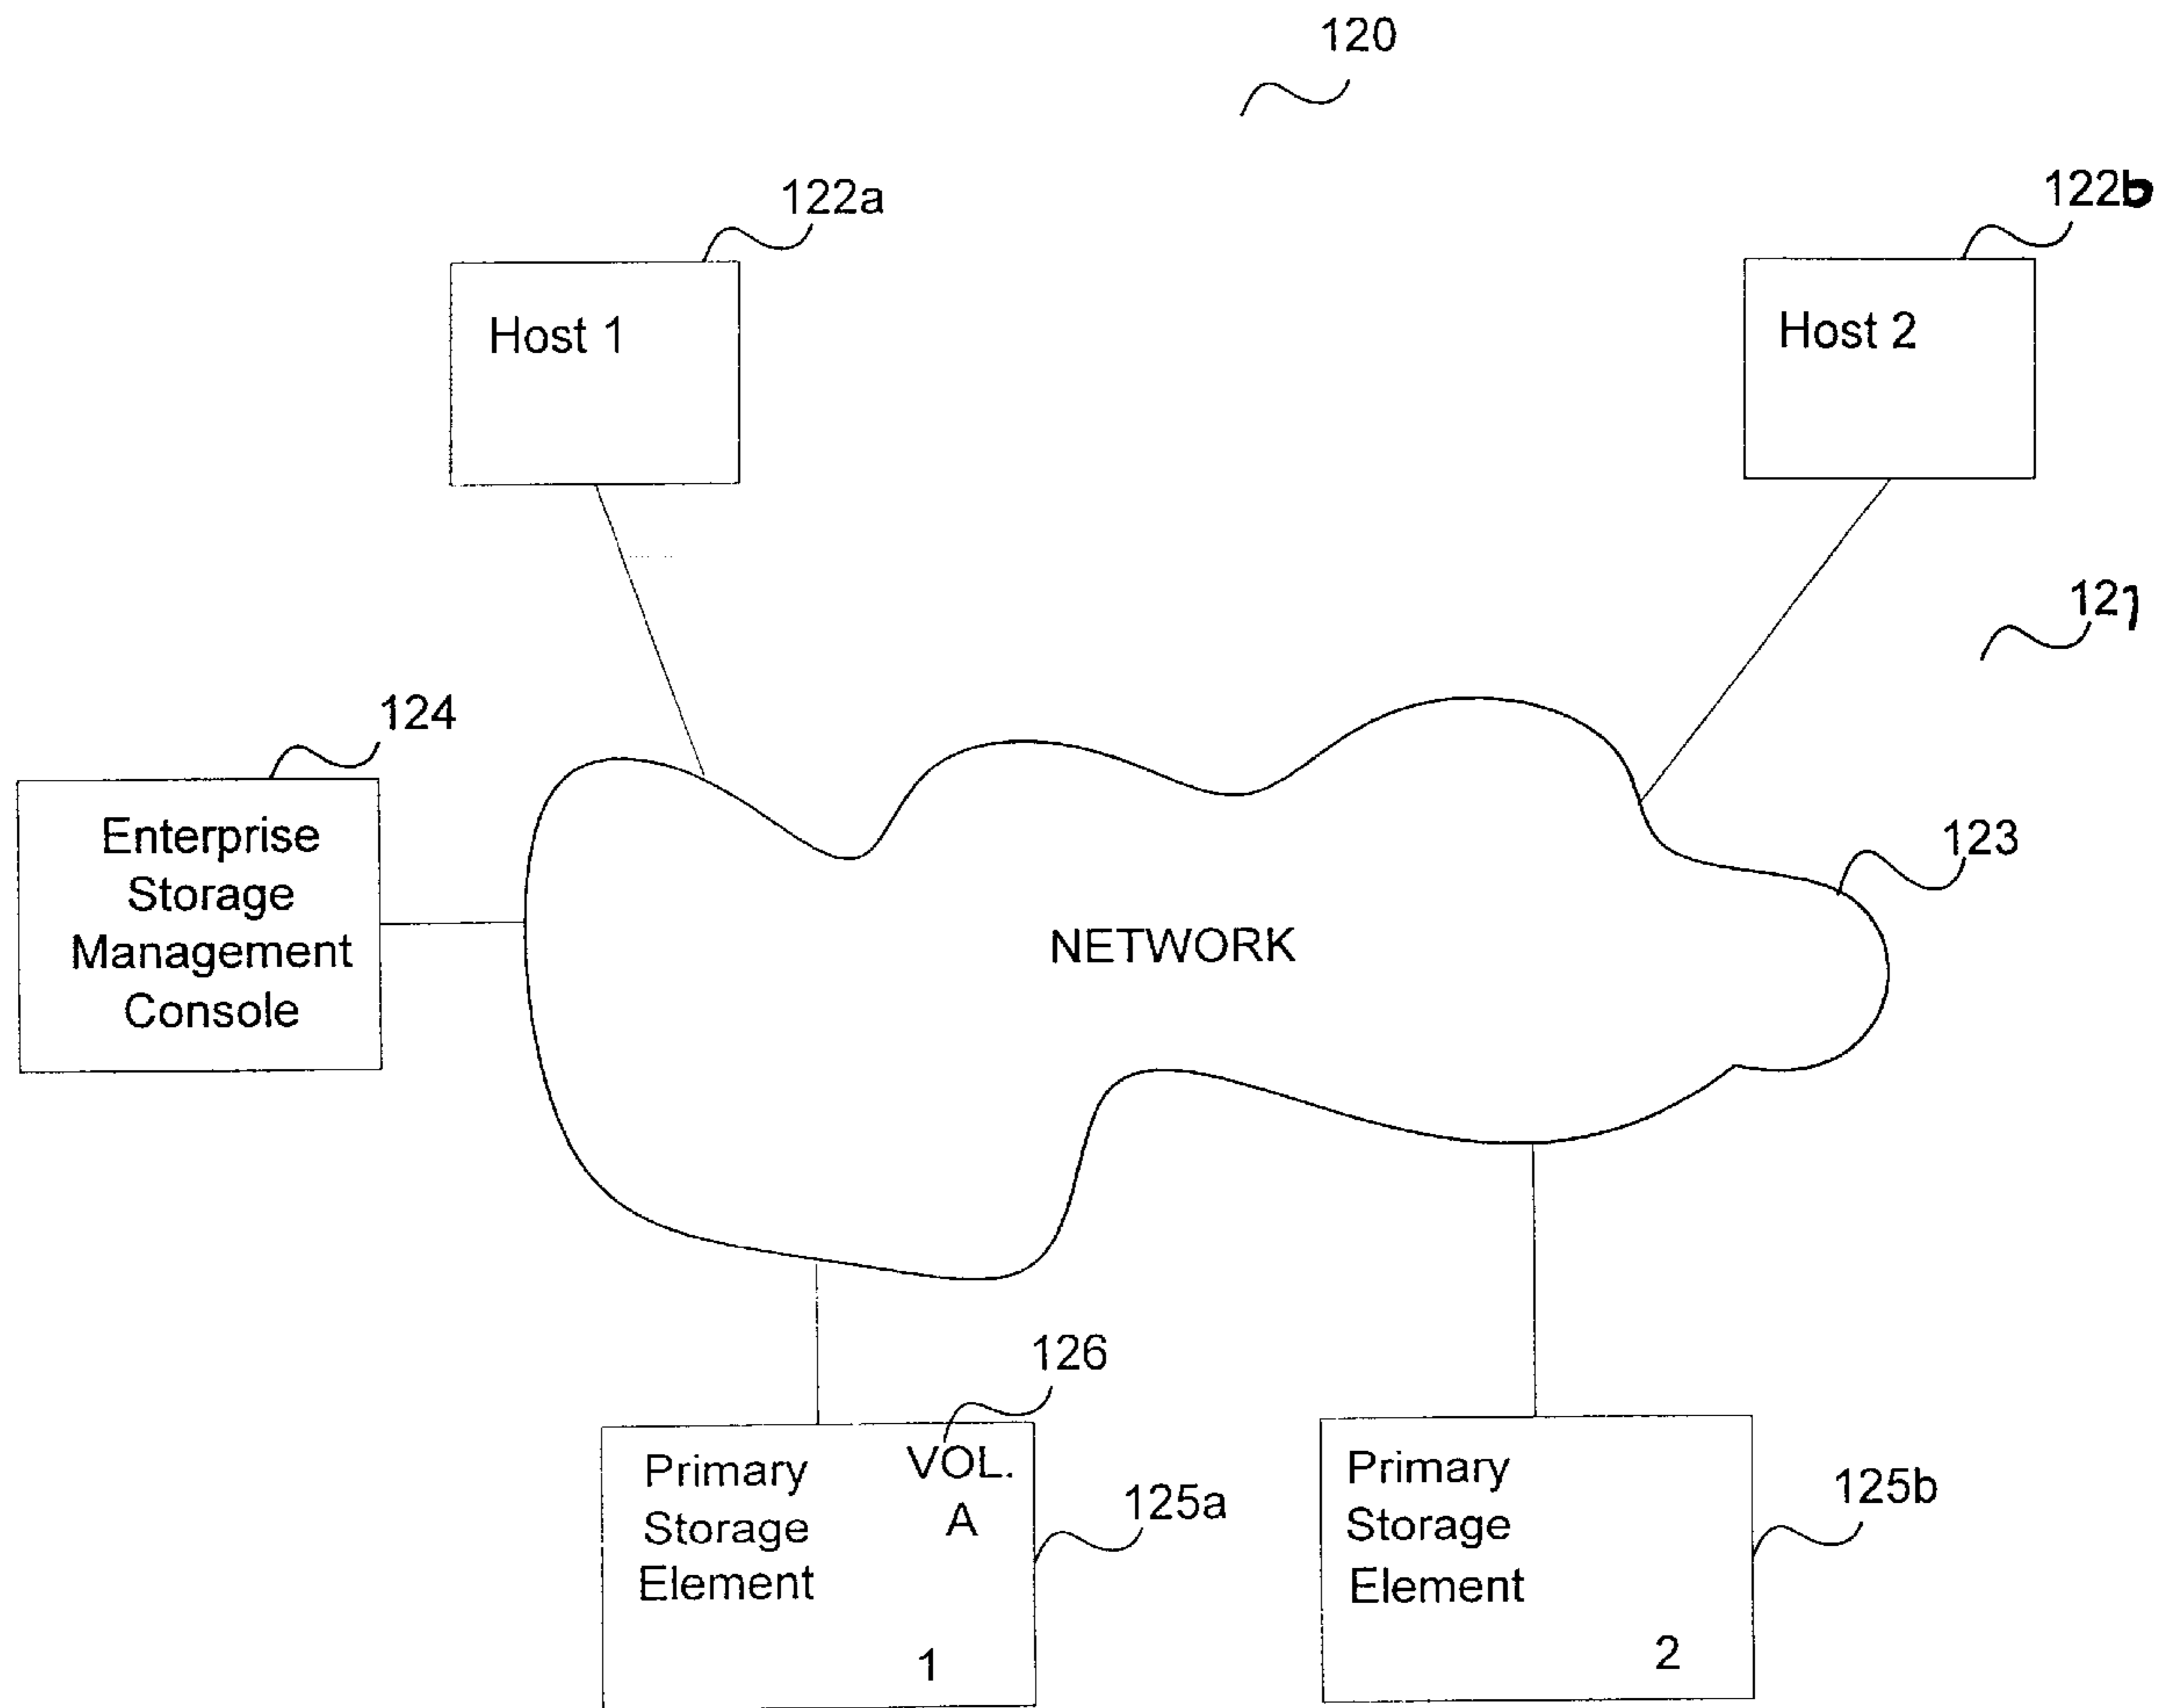 120
122a
122b
Host 1
Host 2
121
124
Enterprise
Storage
Management
Console
123
NETWORK
126
Primary
Storage
Element
VOL.
A
1
125a
Primary
Storage
Element
2
125b